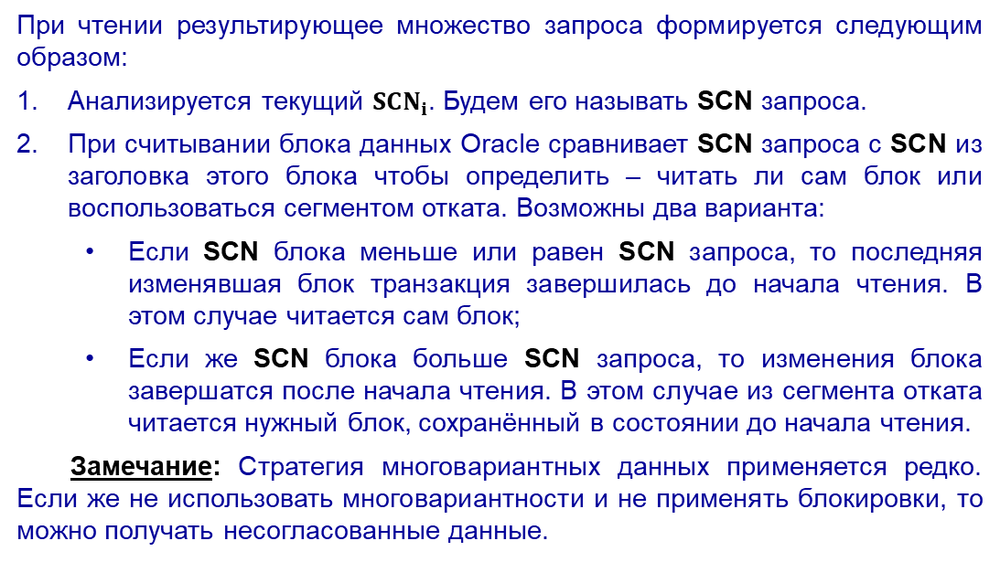 При чтении результирующее множество запроса формируется следующим
образом:
1. Анализируется текущий SCNᵢ. Будем его называть SCN запроса.
2. При считывании блока данных Oracle сравнивает SCN запроса с SCN из
заголовка этого блока чтобы определить – читать ли сам блок или
воспользоваться сегментом отката. Возможны два варианта:
• Если SCN блока меньше или равен SCN запроса, то последняя
изменявшая блок транзакция завершилась до начала чтения. В
этом случае читается сам блок;
• Если же SCN блока больше SCN запроса, то изменения блока
завершатся после начала чтения. В этом случае из сегмента отката
читается нужный блок, сохранённый в состоянии до начала чтения.
Замечание: Стратегия многовариантных данных применяется редко.
Если же не использовать многовариантности и не применять блокировки, то
можно получать несогласованные данные.